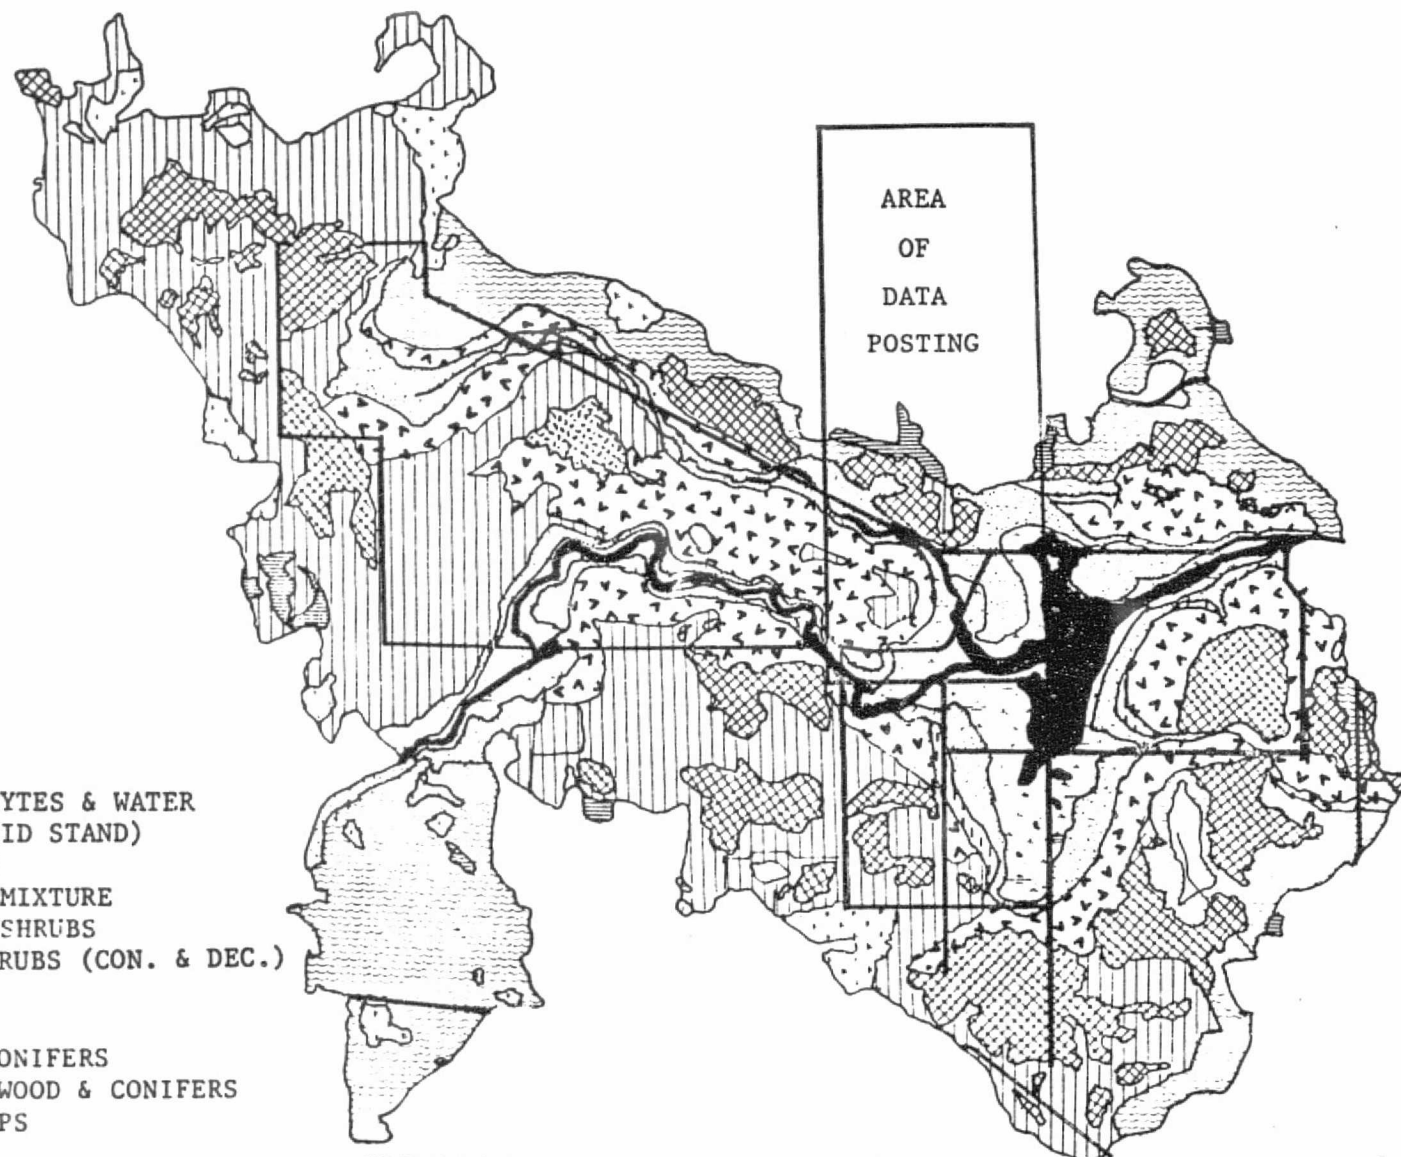 AREA
OF
DATA
POSTING
YTES & WATER
ID STAND)
MIXTURE
SHRUBS
RUBS (CON. & DEC.)
ONIFERS
WOOD & CONIFERS
PS